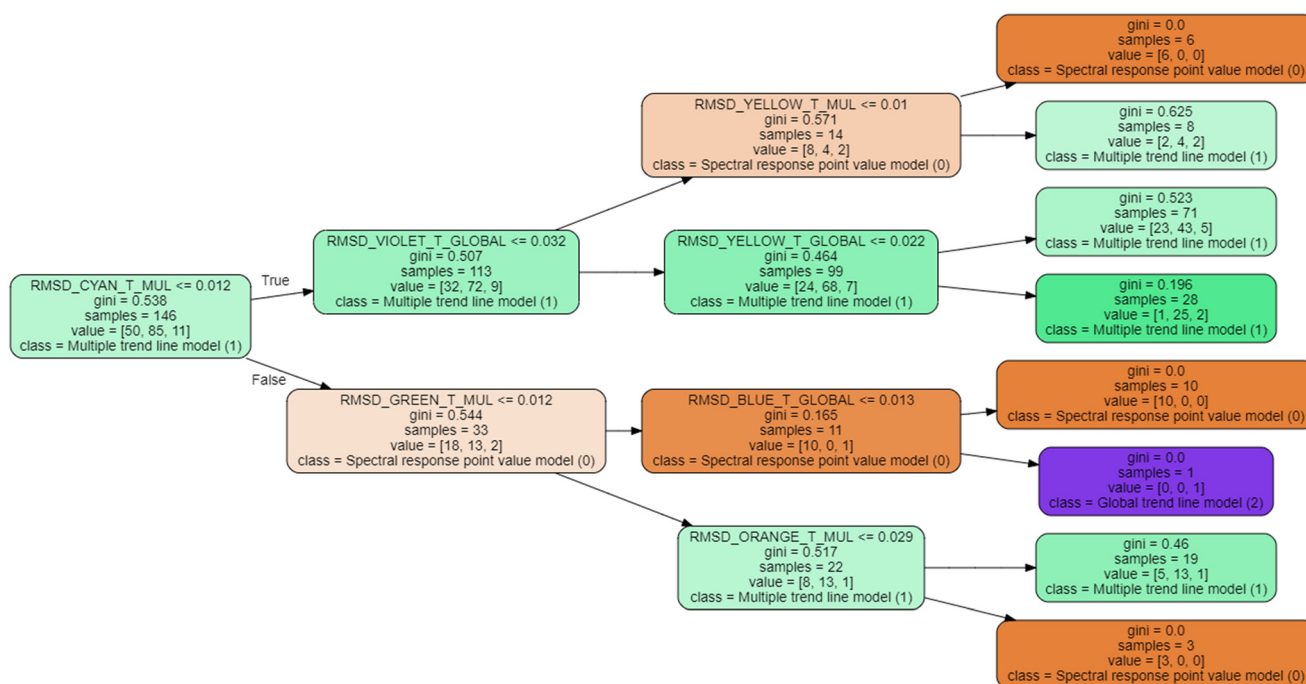 RMSD_CYAN_T_MUL <= 0.012
gini = 0.538
samples = 146
value = [50, 85, 11]
class = Multiple trend line model (1)
True
False
RMSD_VIOLET_T_GLOBAL <= 0.032
gini = 0.507
samples = 113
value = [32, 72, 9]
class = Multiple trend line model (1)
RMSD_GREEN_T_MUL <= 0.012
gini = 0.544
samples = 33
value = [18, 13, 2]
class = Spectral response point value model (0)
RMSD_YELLOW_T_MUL <= 0.01
gini = 0.571
samples = 14
value = [8, 4, 2]
class = Spectral response point value model (0)
RMSD_YELLOW_T_GLOBAL <= 0.022
gini = 0.464
samples = 99
value = [24, 68, 7]
class = Multiple trend line model (1)
RMSD_BLUE_T_GLOBAL <= 0.013
gini = 0.165
samples = 11
value = [10, 0, 1]
class = Spectral response point value model (0)
RMSD_ORANGE_T_MUL <= 0.029
gini = 0.517
samples = 22
value = [8, 13, 1]
class = Multiple trend line model (1)
gini = 0.0
samples = 6
value = [6, 0, 0]
class = Spectral response point value model (0)
gini = 0.625
samples = 8
value = [2, 4, 2]
class = Multiple trend line model (1)
gini = 0.523
samples = 71
value = [23, 43, 5]
class = Multiple trend line model (1)
gini = 0.196
samples = 28
value = [1, 25, 2]
class = Multiple trend line model (1)
gini = 0.0
samples = 10
value = [10, 0, 0]
class = Spectral response point value model (0)
gini = 0.0
samples = 1
value = [0, 0, 1]
class = Global trend line model (2)
gini = 0.46
samples = 19
value = [5, 13, 1]
class = Multiple trend line model (1)
gini = 0.0
samples = 3
value = [3, 0, 0]
class = Spectral response point value model (0)